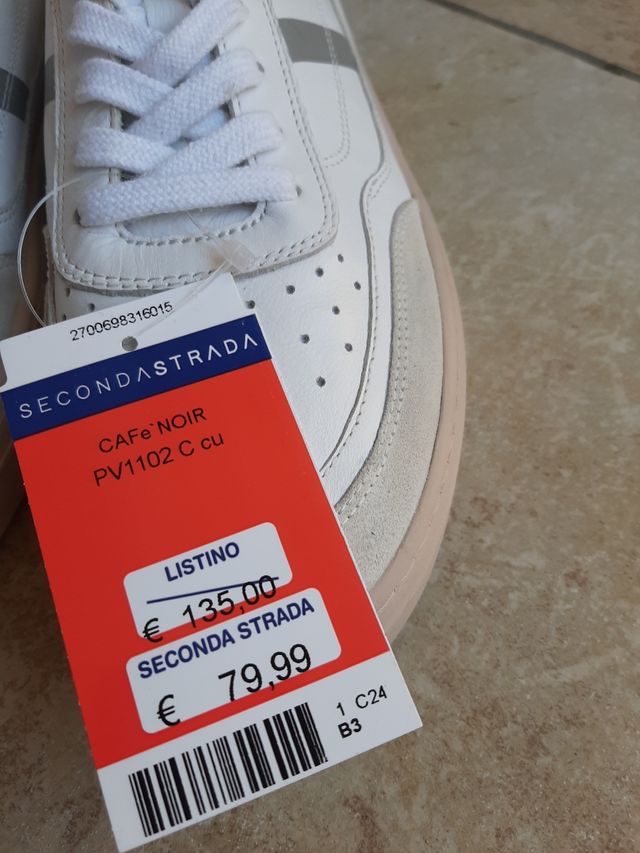 2700698316015
SECONDASTRADA
CAFe`NOIR
PV1102 C cu
LISTINO
€ 135,00
SECONDA STRADA
€ 79,99
1 C24
B3